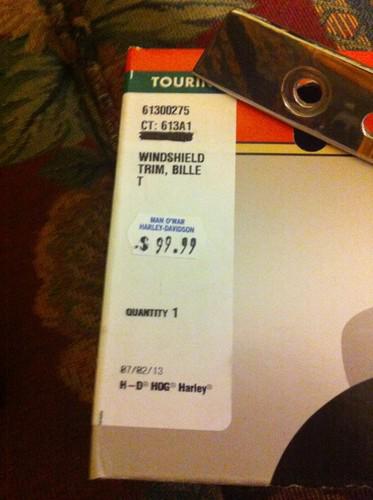 TOURIN
61300275
CT: 613A1
WINDSHIELD
TRIM, BILLE
T
MAN O'WAR
HARLEY-DAVIDSON
$ 99.99
QUANTITY 1
07/02/13
H-D® HOG® Harley®